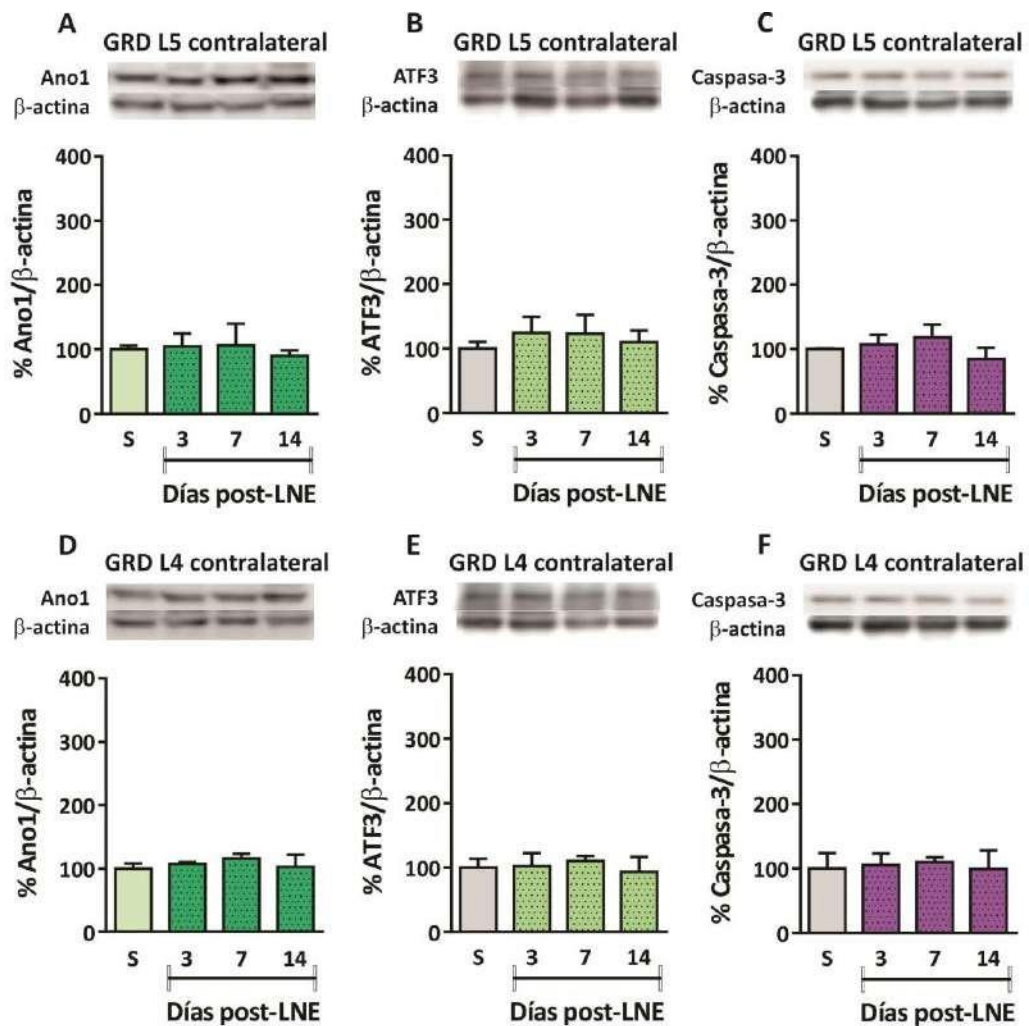 A
GRD L5 contralateral
Ano1
β-actina
% Ano1/β-actina
400
300
200
100
0
S 3 7 14
Días post-LNE
B
GRD L5 contralateral
ATF3
β-actina
% ATF3/β-actina
400
300
200
100
0
S 3 7 14
Días post-LNE
C
GRD L5 contralateral
Caspasa-3
β-actina
% Caspasa-3/β-actina
400
300
200
100
0
S 3 7 14
Días post-LNE
D
GRD L4 contralateral
Ano1
β-actina
% Ano1/β-actina
400
300
200
100
0
S 3 7 14
Días post-LNE
E
GRD L4 contralateral
ATF3
β-actina
% ATF3/β-actina
400
300
200
100
0
S 3 7 14
Días post-LNE
F
GRD L4 contralateral
Caspasa-3
β-actina
% Caspasa-3/β-actina
400
300
200
100
0
S 3 7 14
Días post-LNE